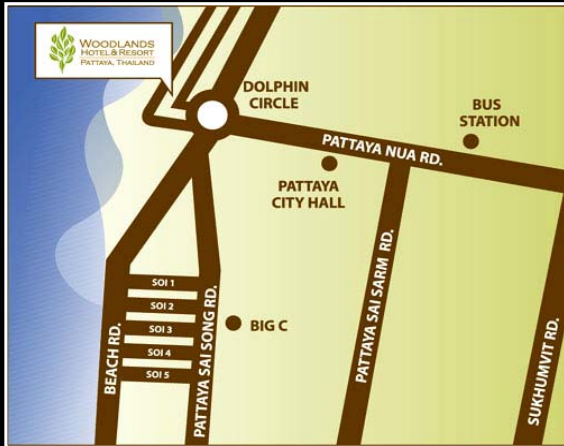 WOODLANDS
HOTEL & RESORT
PATTAYA, THAILAND
DOLPHIN
CIRCLE
BUS
STATION
PATTAYA NUA RD.
PATTAYA
CITY HALL
SOI 1
SOI 2
SOI 3
SOI 4
SOI 5
BEACH RD.
PATTAYA SAI SONG RD.
BIG C
PATTAYA SAI SARM RD.
SUKHUMVIT RD.